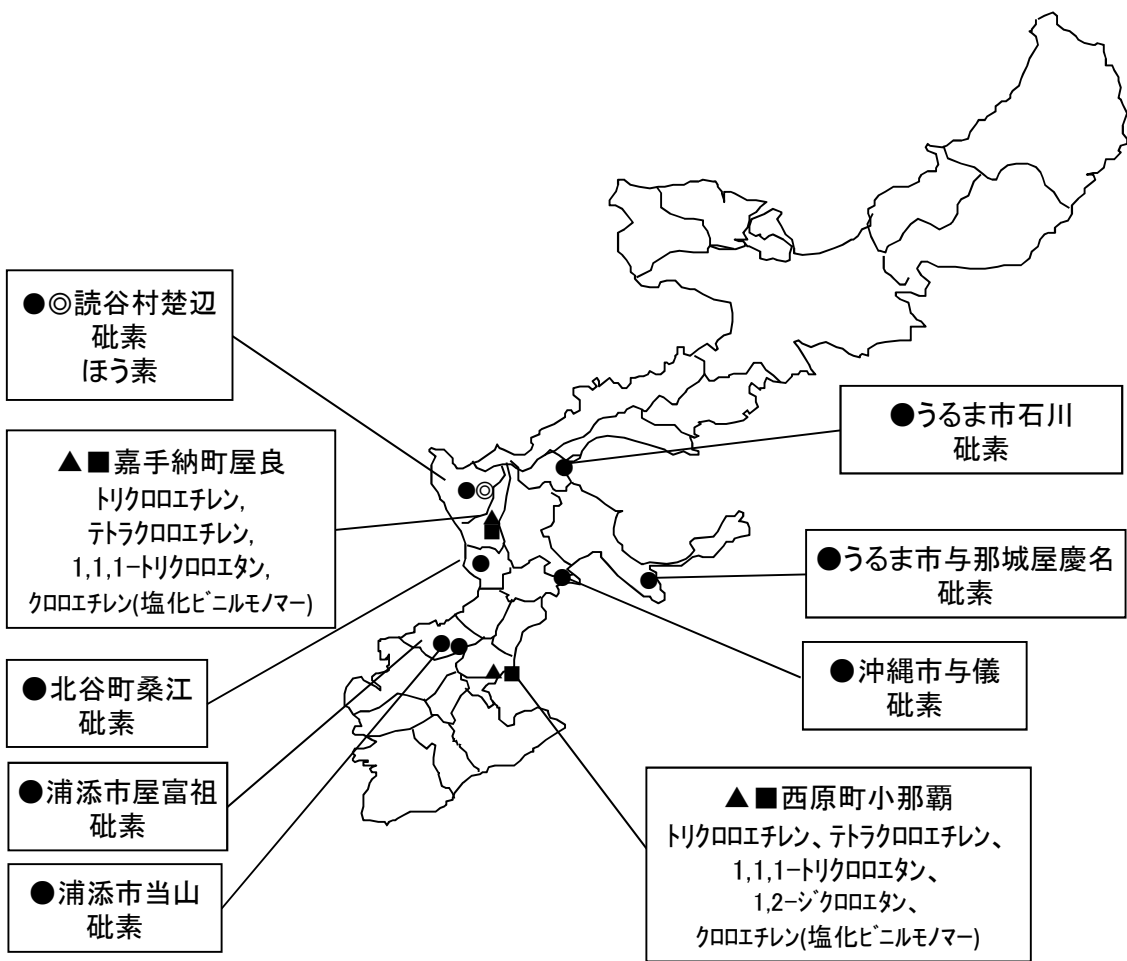 ●◎読谷村楚辺
砒素
ほう素
▲■嘉手納町屋良
ﾄﾘｸﾛﾛｴﾁﾚﾝ,
ﾃﾄﾗｸﾛﾛｴﾁﾚﾝ,
1,1,1-ﾄﾘｸﾛﾛｴﾀﾝ,
ｸﾛﾛｴﾁﾚﾝ(塩化ﾋﾞﾆﾙﾓﾉﾏｰ)
●北谷町桑江
砒素
●浦添市屋富祖
砒素
●浦添市当山
砒素
●うるま市石川
砒素
●うるま市与那城屋慶名
砒素
●沖縄市与儀
砒素
▲■西原町小那覇
ﾄﾘｸﾛﾛｴﾁﾚﾝ、ﾃﾄﾗｸﾛﾛｴﾁﾚﾝ、
1,1,1-ﾄﾘｸﾛﾛｴﾀﾝ、
1,2-ｼﾞｸﾛﾛｴﾀﾝ、
ｸﾛﾛｴﾁﾚﾝ(塩化ﾋﾞﾆﾙﾓﾉﾏｰ)